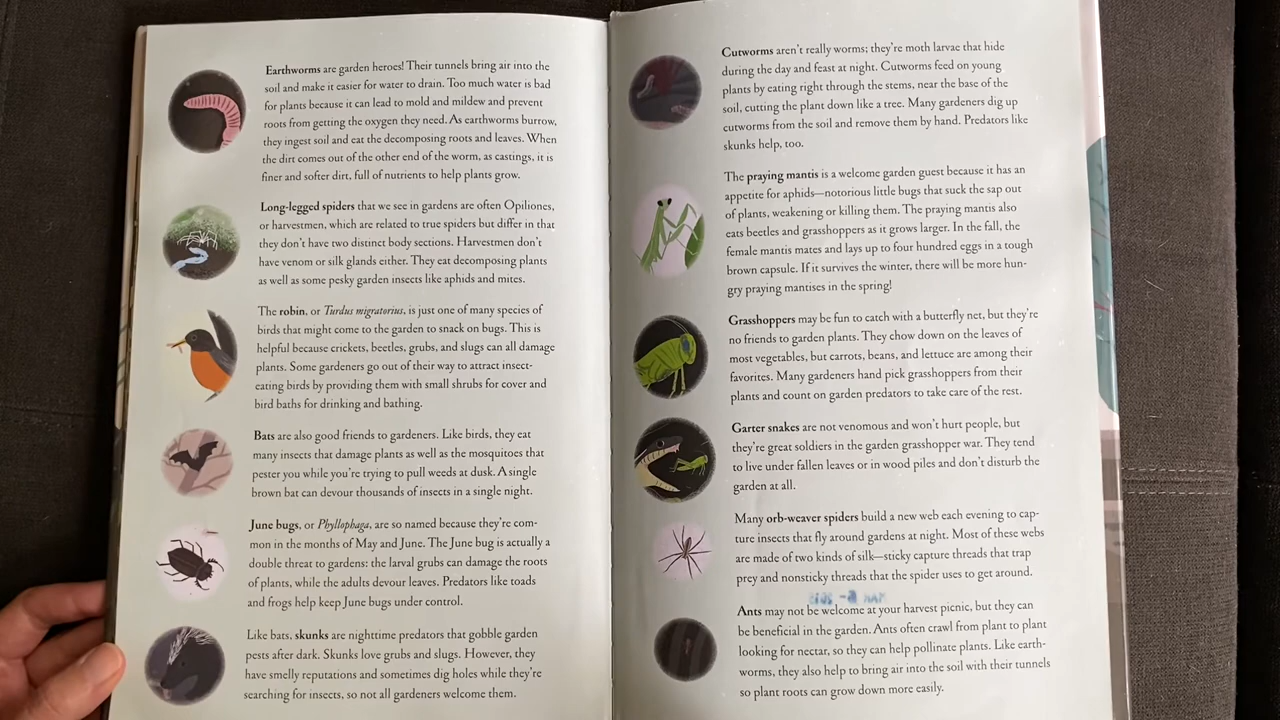 Earthworms are garden heroes! Their tunnels bring air into the
soil and make it easier for water to drain. Too much water is bad
for plants because it can lead to mold and mildew and prevent
roots from getting the oxygen they need. As earthworms burrow,
they ingest soil and eat the decomposing roots and leaves. When
the dirt comes out of the other end of the worm, as castings, it is
finer and softer dirt, full of nutrients to help plants grow.
Long-legged spiders that we see in gardens are often Opiliones,
or harvestmen, which are related to true spiders but differ in that
they don't have two distinct body sections. Harvestmen don't
have venom or silk glands either. They eat decomposing plants
as well as some pesky garden insects like aphids and mites.
The robin, or Turdus migratorius, is just one of many species of
birds that might come to the garden to snack on bugs. This is
helpful because crickets, beetles, grubs, and slugs can all damage
plants. Some gardeners go out of their way to attract insect-
eating birds by providing them with small shrubs for cover and
bird baths for drinking and bathing.
Bats are also good friends to gardeners. Like birds, they eat
many insects that damage plants as well as the mosquitoes that
pester you while you're trying to pull weeds at dusk. A single
brown bat can devour thousands of insects in a single night.
June bugs, or Phyllophaga, are so named because they're com-
mon in the months of May and June. The June bug is actually a
double threat to gardens: the larval grubs can damage the roots
of plants, while the adults devour leaves. Predators like toads
and frogs help keep June bugs under control.
Like bats, skunks are nighttime predators that gobble garden
pests after dark. Skunks love grubs and slugs. However, they
have smelly reputations and sometimes dig holes while they're
searching for insects, so not all gardeners welcome them.
Cutworms aren't really worms; they're moth larvae that hide
during the day and feast at night. Cutworms feed on young
plants by eating right through the stems, near the base of the
soil, cutting the plant down like a tree. Many gardeners dig up
cutworms from the soil and remove them by hand. Predators like
skunks help, too.
The praying mantis is a welcome garden guest because it has an
appetite for aphids—notorious little bugs that suck the sap out
of plants, weakening or killing them. The praying mantis also
eats beetles and grasshoppers as it grows larger. In the fall, the
female mantis mates and lays up to four hundred eggs in a tough
brown capsule. If it survives the winter, there will be more hun-
gry praying mantises in the spring!
Grasshoppers may be fun to catch with a butterfly net, but they're
no friends to garden plants. They chow down on the leaves of
most vegetables, but carrots, beans, and lettuce are among their
favorites. Many gardeners hand pick grasshoppers from their
plants and count on garden predators to take care of the rest.
Garter snakes are not venomous and won't hurt people, but
they're great soldiers in the garden grasshopper war. They tend
to live under fallen leaves or in wood piles and don't disturb the
garden at all.
Many orb-weaver spiders build a new web each evening to cap-
ture insects that fly around gardens at night. Most of these webs
are made of two kinds of silk—sticky capture threads that trap
prey and nonsticky threads that the spider uses to get around.
Ants may not be welcome at your harvest picnic, but they can
be beneficial in the garden. Ants often crawl from plant to plant
looking for nectar, so they can help pollinate plants. Like earth-
worms, they also help to bring air into the soil with their tunnels
so plant roots can grow down more easily.